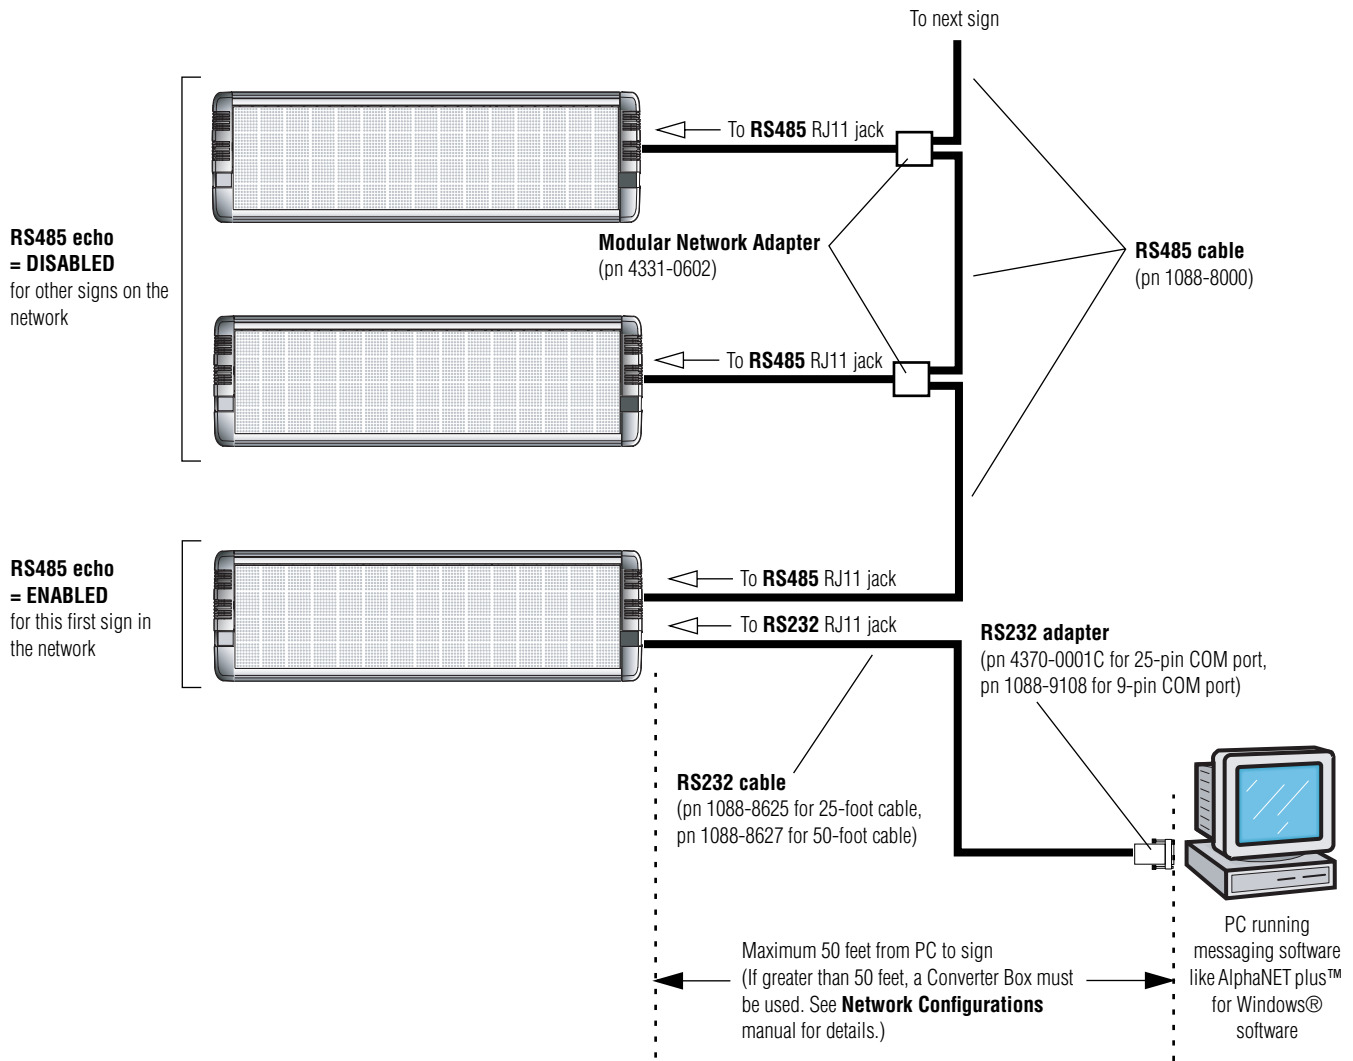 To next sign
To RS485 RJ11 jack
RS485 echo
= DISABLED
for other signs on the
network
Modular Network Adapter
(pn 4331-0602)
RS485 cable
(pn 1088-8000)
To RS485 RJ11 jack
RS485 echo
= ENABLED
for this first sign in
the network
To RS485 RJ11 jack
To RS232 RJ11 jack
RS232 adapter
(pn 4370-0001C for 25-pin COM port,
pn 1088-9108 for 9-pin COM port)
RS232 cable
(pn 1088-8625 for 25-foot cable,
pn 1088-8627 for 50-foot cable)
Maximum 50 feet from PC to sign
(If greater than 50 feet, a Converter Box must
be used. See Network Configurations
manual for details.)
PC running
messaging software
like AlphaNET plus™
for Windows®
software